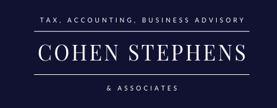 TAX, ACCOUNTING, BUSINESS ADVISORY
COHEN STEPHENS
& ASSOCIATES